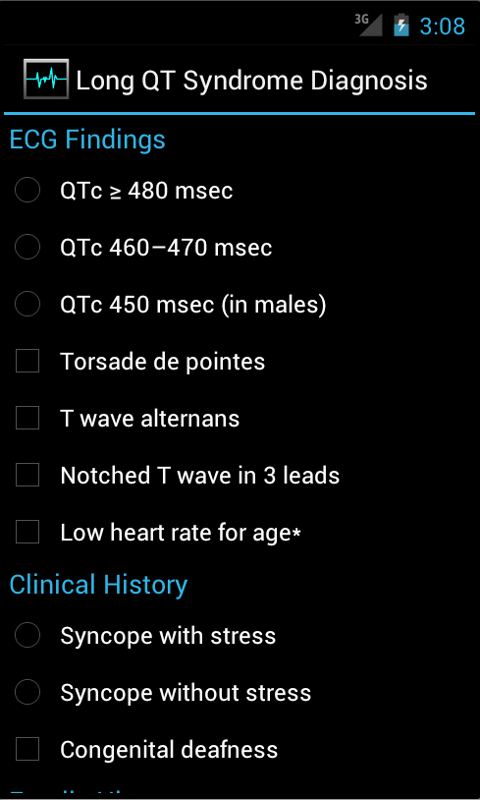 3G 3:08
Long QT Syndrome Diagnosis
ECG Findings
QTc ≥ 480 msec
QTc 460–470 msec
QTc 450 msec (in males)
Torsade de pointes
T wave alternans
Notched T wave in 3 leads
Low heart rate for age*
Clinical History
Syncope with stress
Syncope without stress
Congenital deafness